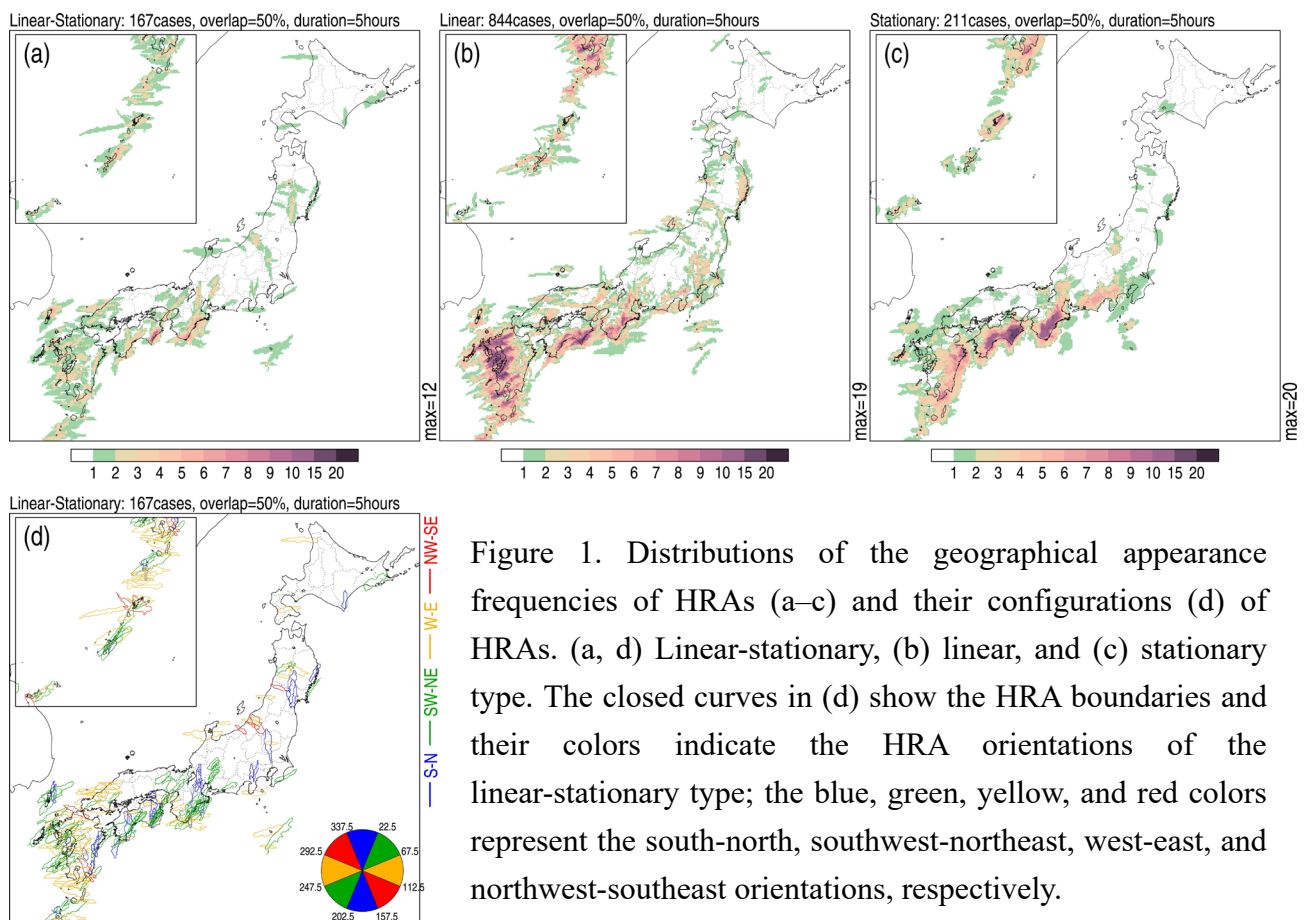 Linear-Stationary: 167cases, overlap=50%, duration=5hours
(a)
max=12
1 2 3 4 5 6 7 8 9 10 15 20
Linear: 844cases, overlap=50%, duration=5hours
(b)
max=19
1 2 3 4 5 6 7 8 9 10 15 20
Stationary: 211cases, overlap=50%, duration=5hours
(c)
max=20
1 2 3 4 5 6 7 8 9 10 15 20
Linear-Stationary: 167cases, overlap=50%, duration=5hours
(d)
S-N
SW-NE
W-E
NW-SE
337.5
22.5
292.5
67.5
247.5
112.5
202.5
157.5
Figure 1. Distributions of the geographical appearance
frequencies of HRAs (a–c) and their configurations (d) of
HRAs. (a, d) Linear-stationary, (b) linear, and (c) stationary
type. The closed curves in (d) show the HRA boundaries and
their colors indicate the HRA orientations of the
linear-stationary type; the blue, green, yellow, and red colors
represent the south-north, southwest-northeast, west-east, and
northwest-southeast orientations, respectively.